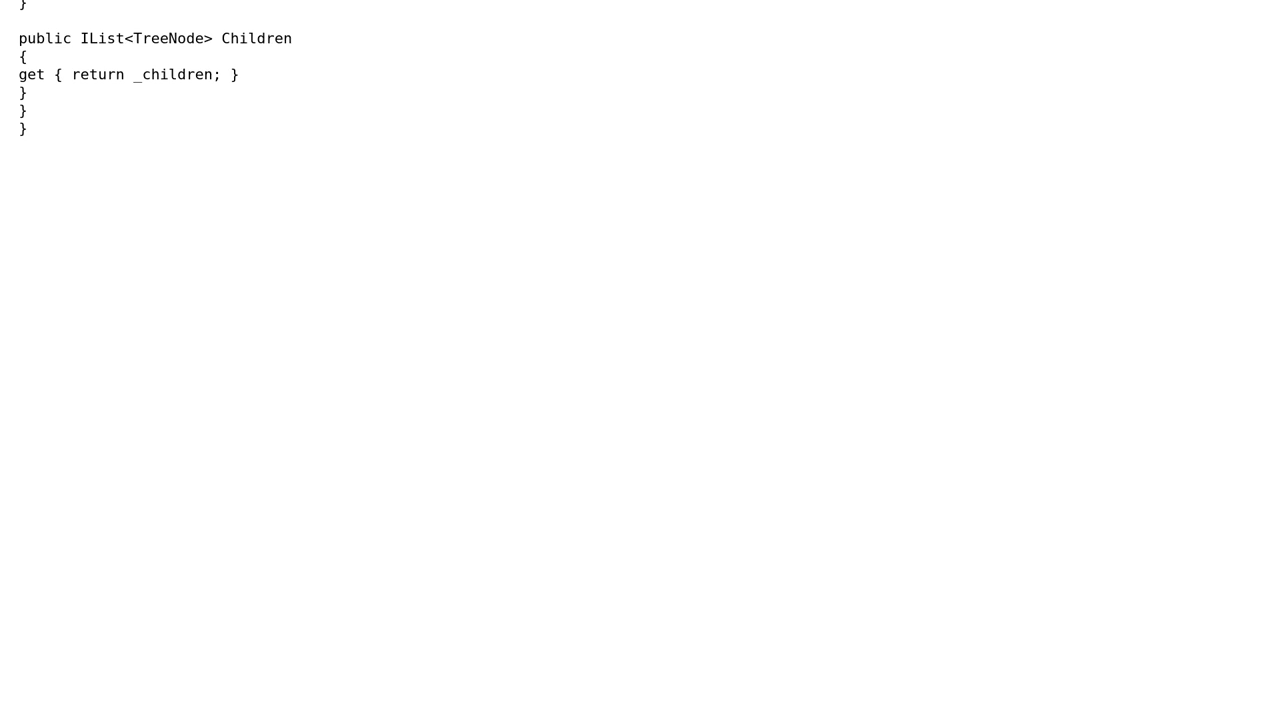 }

public IList<TreeNode> Children
{
get { return _children; }
}
}
}